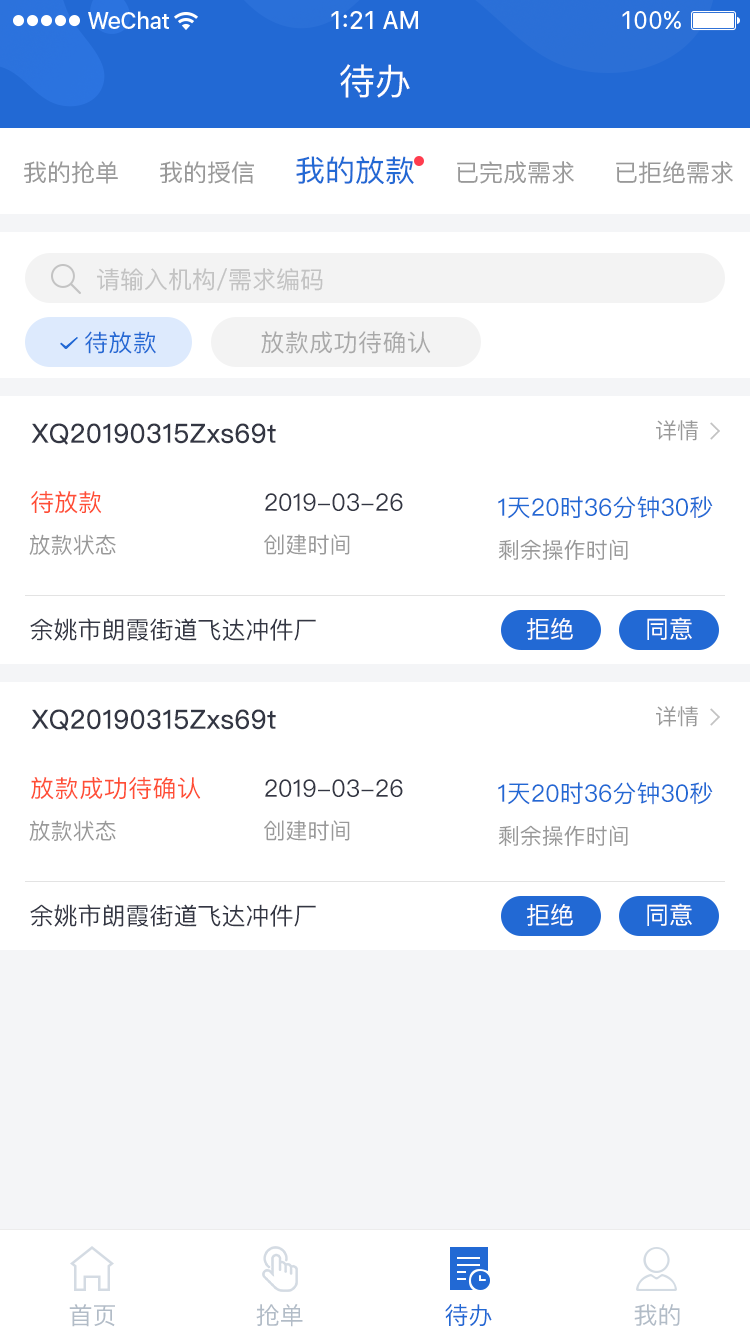 WeChat 1:21 AM 100%
待办
我的抢单 我的授信 我的放款 已完成需求 已拒绝需求
请输入机构/需求编码
待放款 放款成功待确认
XQ20190315Zxs69t 详情
待放款 2019-03-26 1天20时36分钟30秒
放款状态 创建时间 剩余操作时间
余姚市朗霞街道飞达冲件厂 拒绝 同意
XQ20190315Zxs69t 详情
放款成功待确认 2019-03-26 1天20时36分钟30秒
放款状态 创建时间 剩余操作时间
余姚市朗霞街道飞达冲件厂 拒绝 同意
首页 抢单 待办 我的